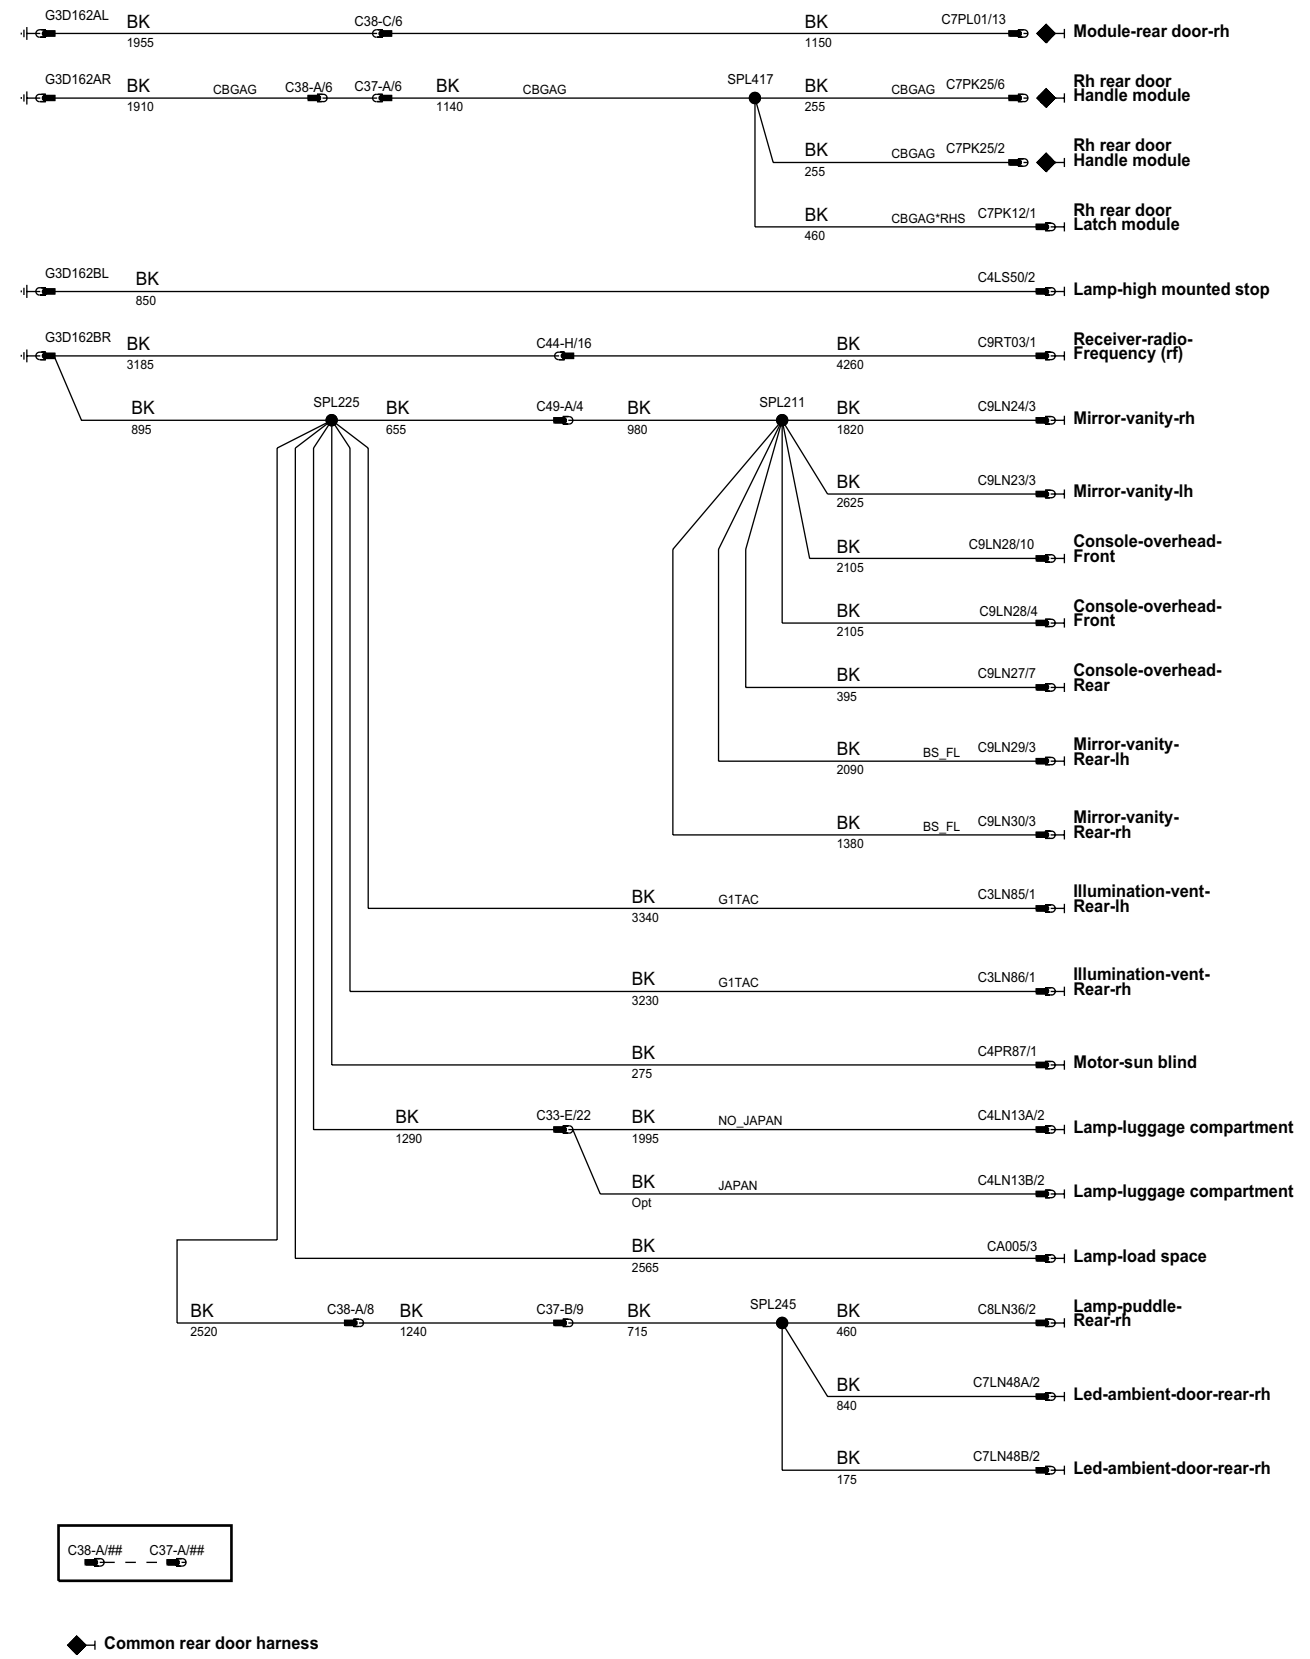 G3D162AL BK C38-C/6 BK C7PL01/13 Module-rear door-rh
1955 1150
G3D162AR BK CBGAG C38-A/6 C37-A/6 BK CBGAG SPL417 BK CBGAG C7PK25/6 Rh rear door
Handle module
1910 1140 255
BK CBGAG C7PK25/2 Rh rear door
Handle module
255
BK CBGAG*RHS C7PK12/1 Rh rear door
Latch module
460
G3D162BL BK C4LS50/2 Lamp-high mounted stop
850
G3D162BR BK C44-H/16 BK C9RT03/1 Receiver-radio-
Frequency (rf)
3185 4260
BK SPL225 BK C49-A/4 BK SPL211 BK C9LN24/3 Mirror-vanity-rh
895 655 980 1820
BK C9LN23/3 Mirror-vanity-lh
2625
BK C9LN28/10 Console-overhead-
Front
2105
BK C9LN28/4 Console-overhead-
Front
2105
BK C9LN27/7 Console-overhead-
Rear
395
BK BS_FL C9LN29/3 Mirror-vanity-
Rear-lh
2090
BK BS_FL C9LN30/3 Mirror-vanity-
Rear-rh
1380
BK G1TAC C3LN85/1 Illumination-vent-
Rear-lh
3340
BK G1TAC C3LN86/1 Illumination-vent-
Rear-rh
3230
BK C4PR87/1 Motor-sun blind
275
BK C33-E/22 BK NO_JAPAN C4LN13A/2 Lamp-luggage compartment
1290 1995
BK JAPAN C4LN13B/2 Lamp-luggage compartment
Opt
BK CA005/3 Lamp-load space
2565
BK C38-A/8 BK C37-B/9 BK SPL245 BK C8LN36/2 Lamp-puddle-
Rear-rh
2520 1240 715 460
BK C7LN48A/2 Led-ambient-door-rear-rh
840
BK C7LN48B/2 Led-ambient-door-rear-rh
175
C38-A/## C37-A/##
Common rear door harness